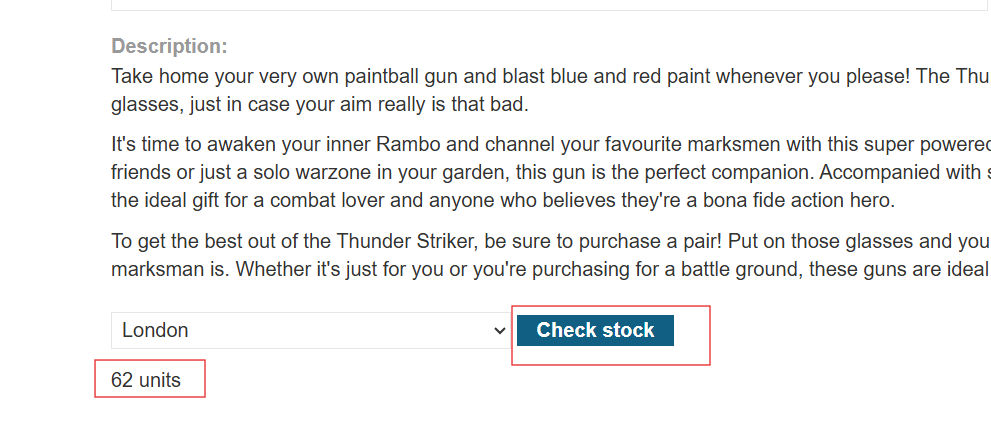 Description:
Take home your very own paintball gun and blast blue and red paint whenever you please! The Thu
glasses, just in case your aim really is that bad.
It's time to awaken your inner Rambo and channel your favourite marksmen with this super powered
friends or just a solo warzone in your garden, this gun is the perfect companion. Accompanied with s
the ideal gift for a combat lover and anyone who believes they're a bona fide action hero.
To get the best out of the Thunder Striker, be sure to purchase a pair! Put on those glasses and you
marksman is. Whether it's just for you or you're purchasing for a battle ground, these guns are ideal
London Check stock
62 units